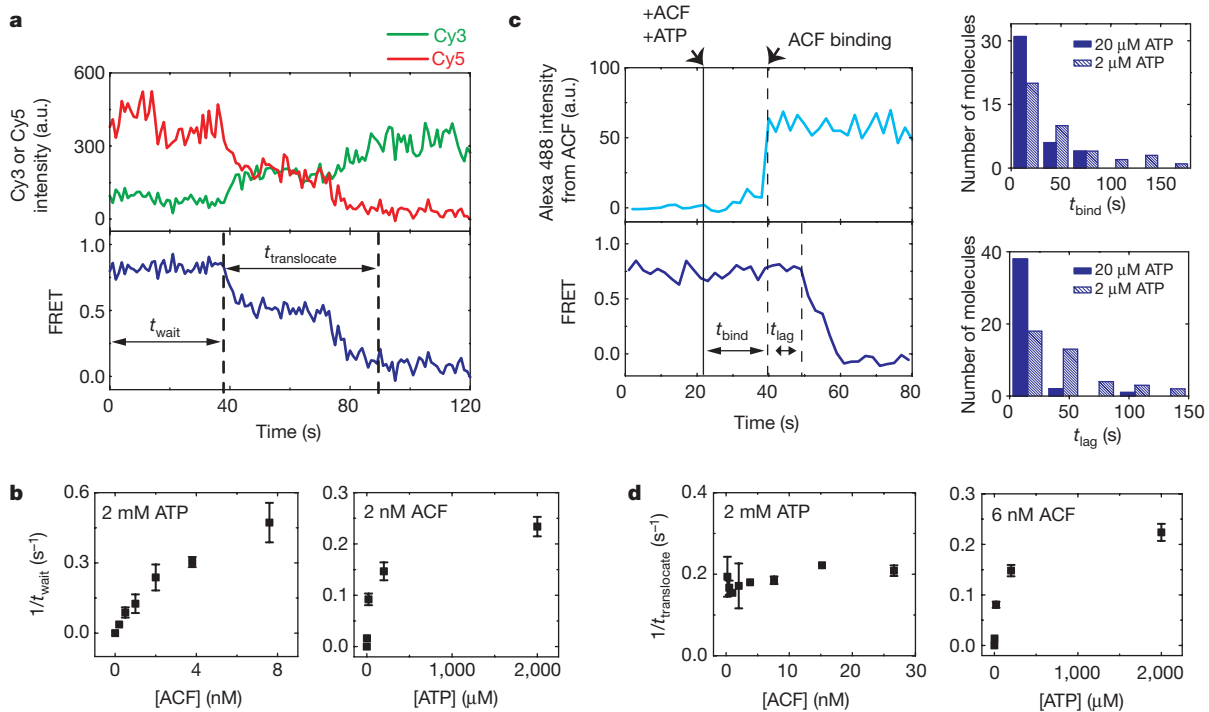 a
Cy3
Cy5
Cy3 or Cy5
intensity (a.u.)
600
300
0
FRET
1.0
0.5
0.0
t_translocate
t_wait
0 40 80 120
Time (s)
b
1/t_wait (s⁻¹)
0.6
0.3
0.0
2 mM ATP
0 4 8
[ACF] (nM)
0.3
0.2
0.1
0.0
2 nM ACF
0 1,000 2,000
[ATP] (μM)
c
+ACF
+ATP
ACF binding
Alexa 488 intensity
from ACF (a.u.)
100
50
0
FRET
1.0
0.5
0.0
t_bind
t_lag
0 20 40 60 80
Time (s)
Number of molecules
30
15
0
20 μM ATP
2 μM ATP
0 50 100 150
t_bind (s)
Number of molecules
40
20
0
20 μM ATP
2 μM ATP
0 50 100 150
t_lag (s)
d
1/t_translocate (s⁻¹)
0.4
0.2
0.0
2 mM ATP
0 10 20 30
[ACF] (nM)
0.3
0.2
0.1
0.0
6 nM ACF
0 1,000 2,000
[ATP] (μM)